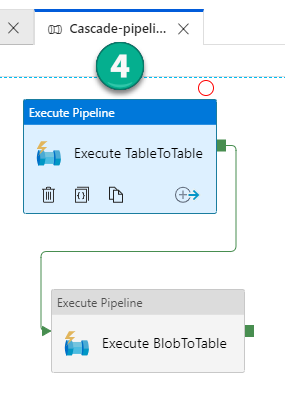 Cascade-pipeli...
4
Execute Pipeline
Execute TableToTable
Execute Pipeline
Execute BlobToTable